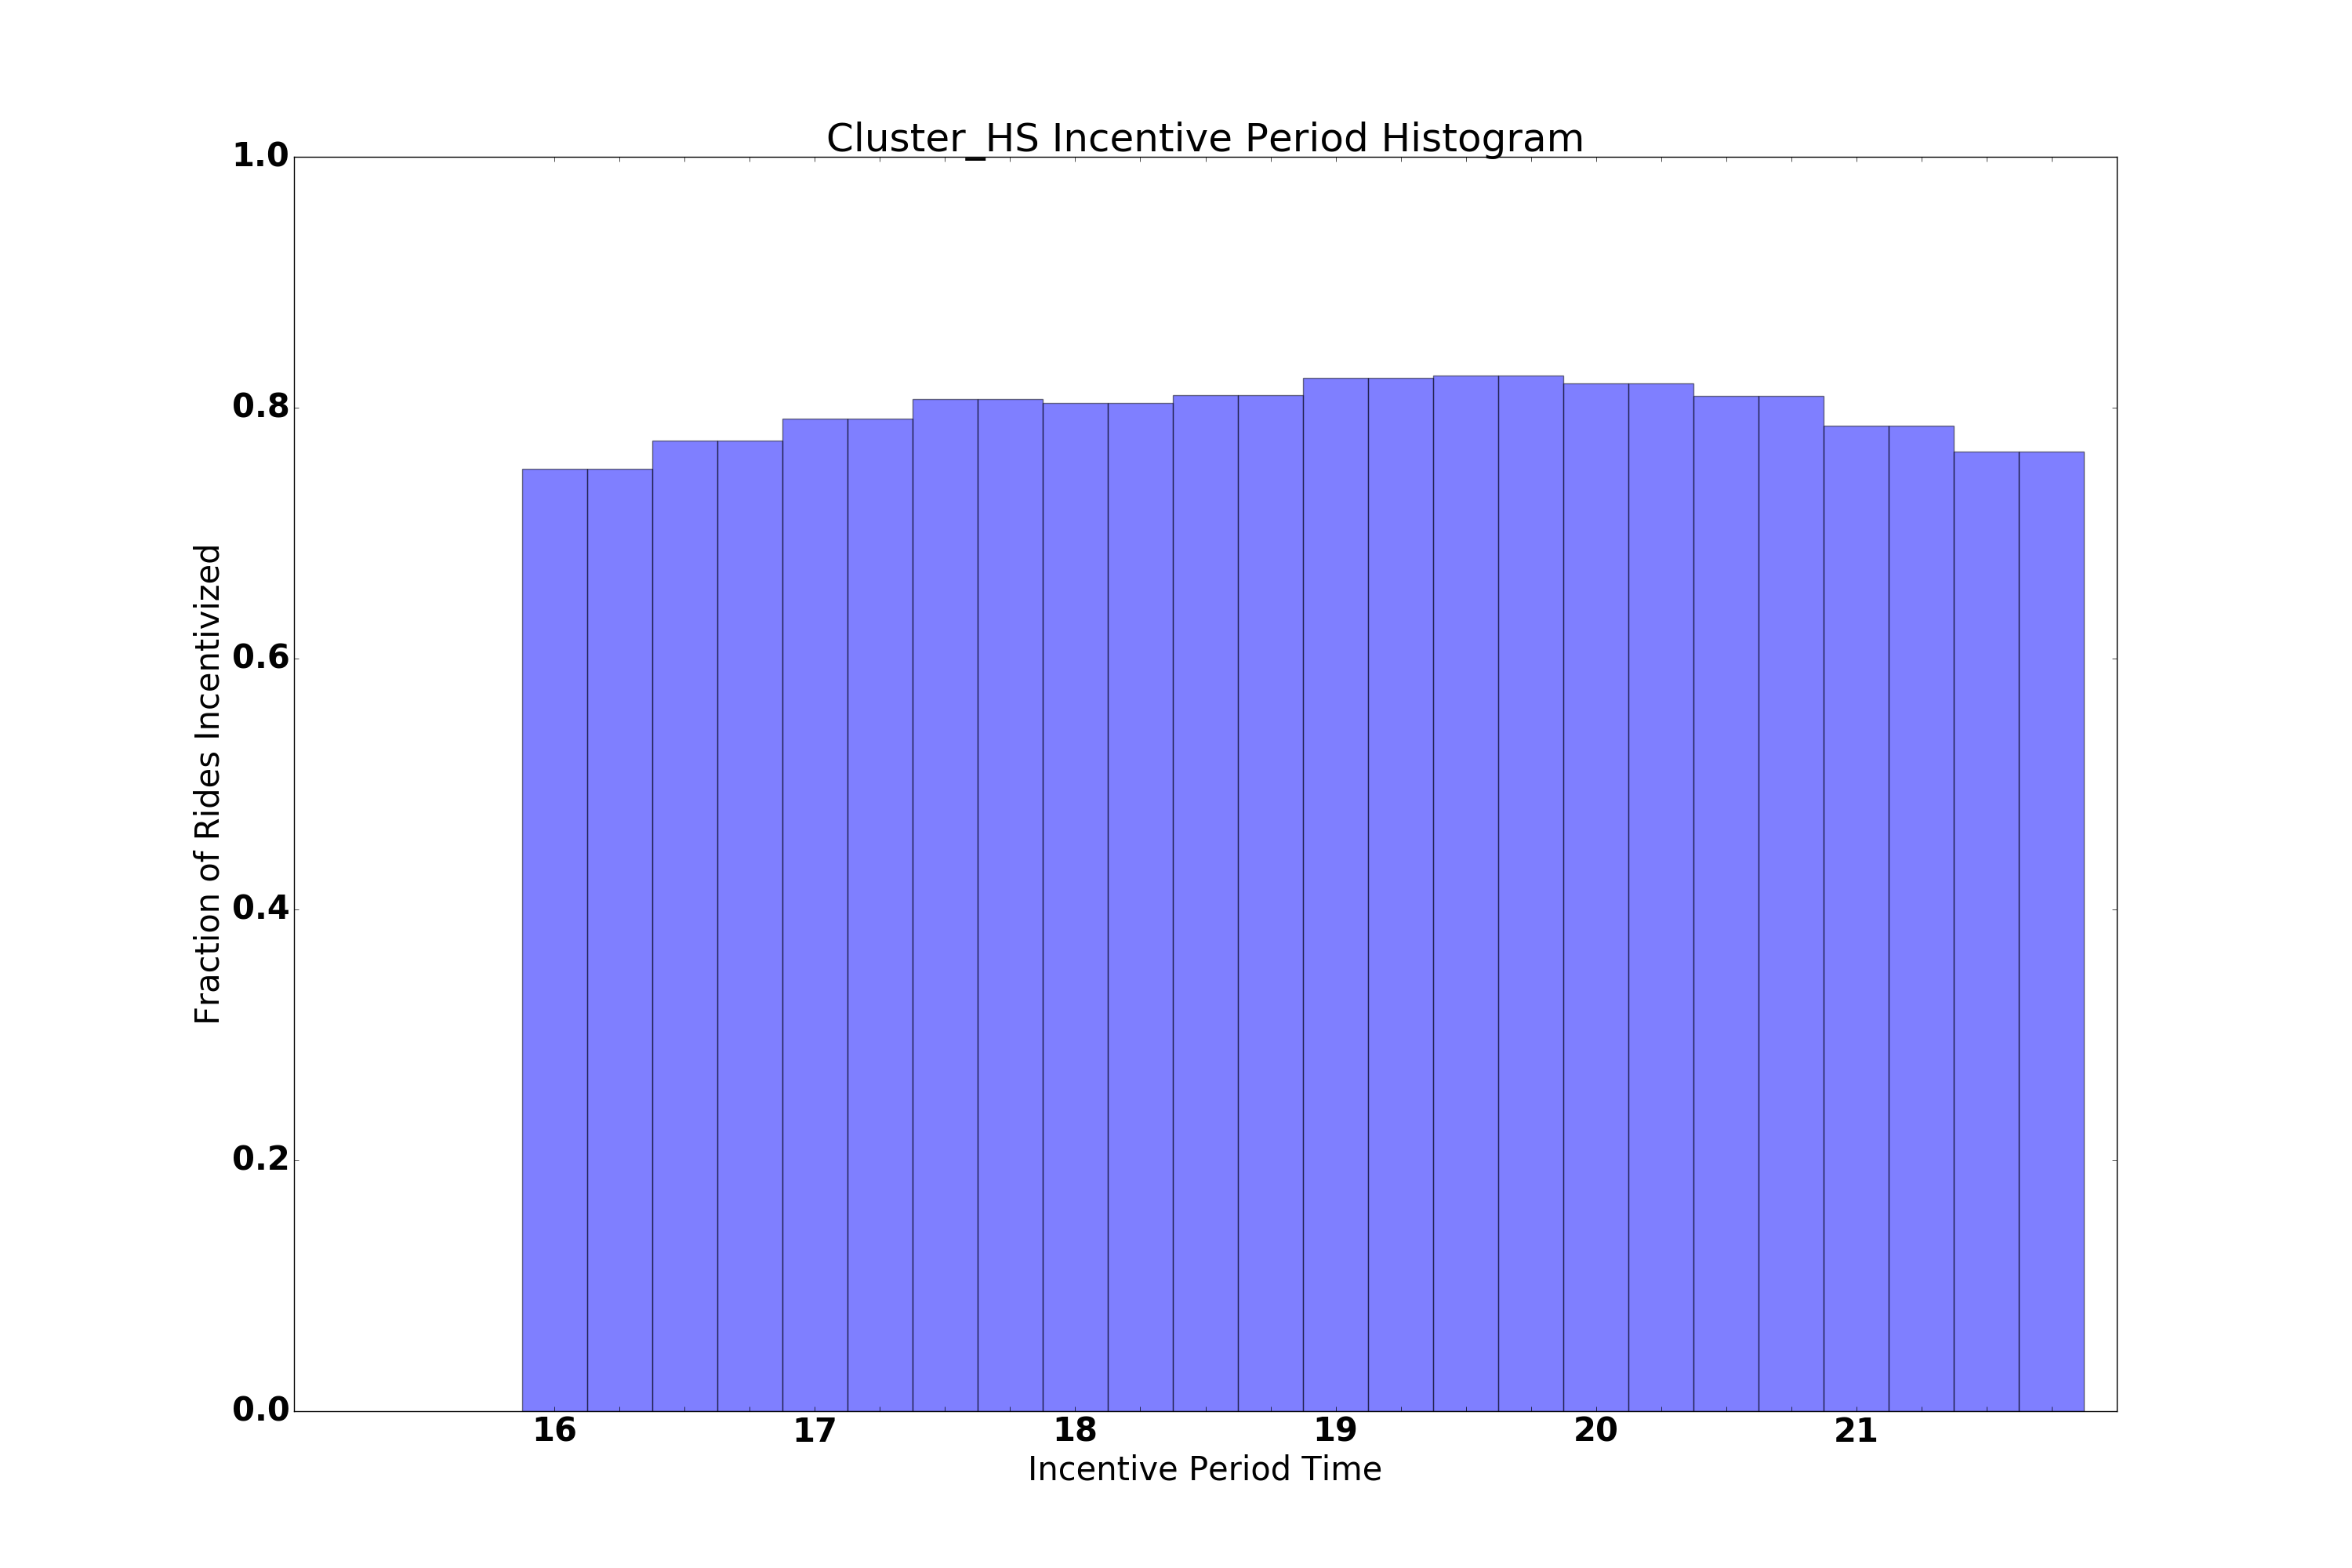 Cluster_HS Incentive Period Histogram
1.0
0.8
0.6
0.4
0.2
0.0
Fraction of Rides Incentivized
16 17 18 19 20 21
Incentive Period Time